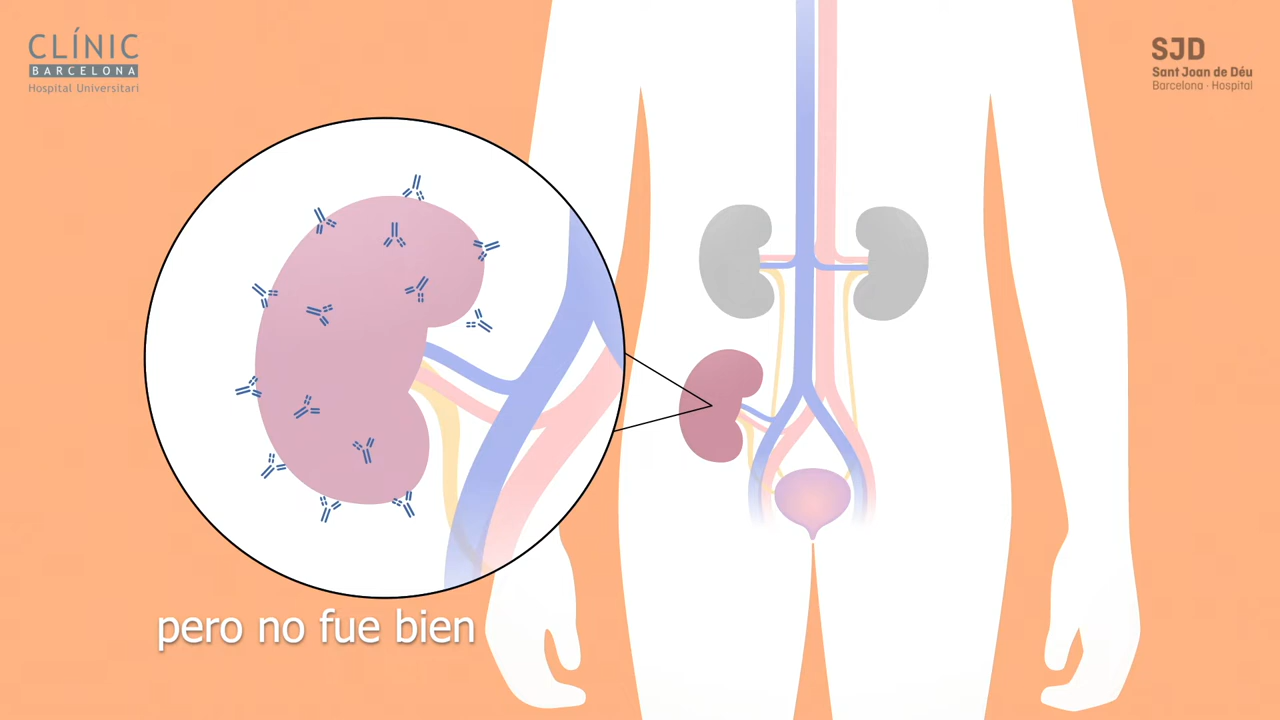 CLÍNIC
BARCELONA
Hospital Universitari
SJD
Sant Joan de Déu
Barcelona · Hospital
pero no fue bien